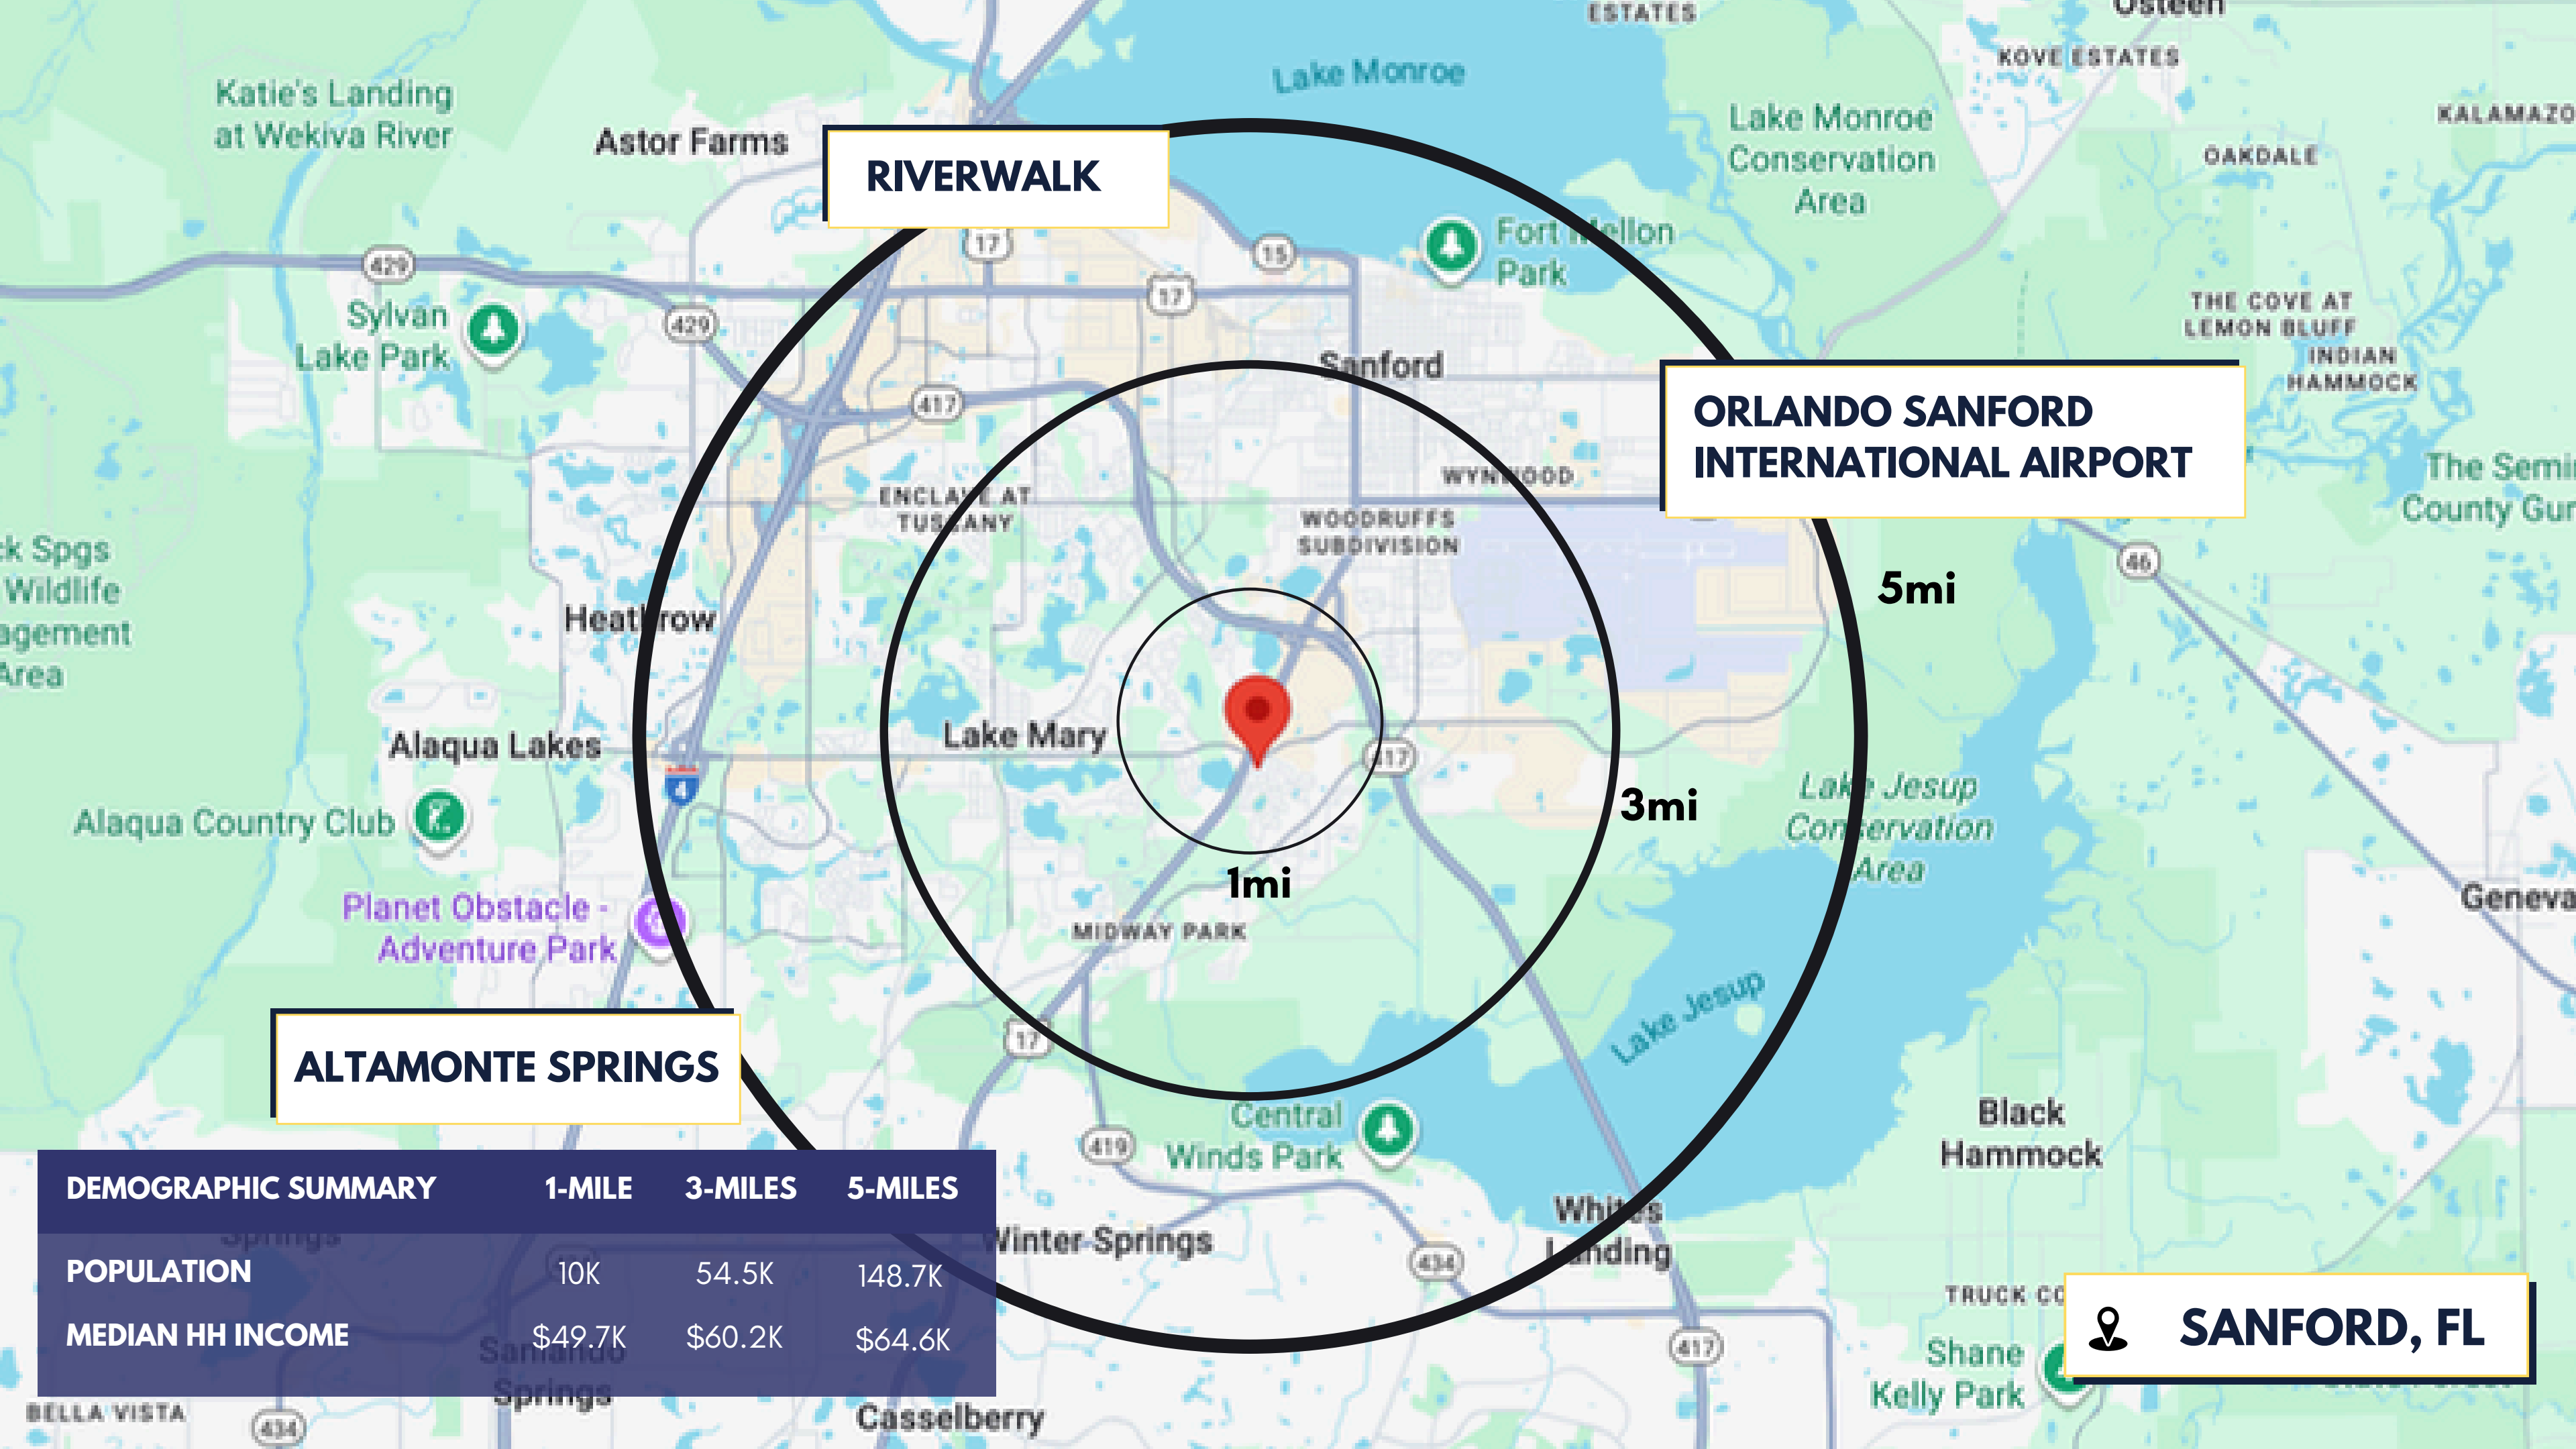 ESTATES
Osteen
KOVE ESTATES
Lake Monroe
Katie's Landing
at Wekiva River
Astor Farms
Lake Monroe
Conservation
Area
OAKDALE
RIVERWALK
17
15
Fort Mellon
Park
429
17
429
Sylvan
Lake Park
THE COVE AT
LEMON BLUFF
INDIAN
HAMMOCK
Sanford
417
ORLANDO SANFORD
INTERNATIONAL AIRPORT
WYNWOOD
ENCLAVE AT
TUSCANY
WOODRUFFS
SUBDIVISION
46
5mi
Heathrow
Lake Mary
Alaqua Lakes
4
417
Lake Jesup
Conservation
Area
3mi
Alaqua Country Club
1mi
Geneva
Planet Obstacle -
Adventure Park
MIDWAY PARK
Lake Jesup
17
ALTAMONTE SPRINGS
Central
Winds Park
419
Black
Hammock
DEMOGRAPHIC SUMMARY 1-MILE 3-MILES 5-MILES
POPULATION 10K 54.5K 148.7K
MEDIAN HH INCOME $49.7K $60.2K $64.6K
Springs
Springs
Winter Springs
Whites
Landing
434
417
TRUCK
SANFORD, FL
Shane
Kelly Park
BELLA VISTA
434
Casselberry